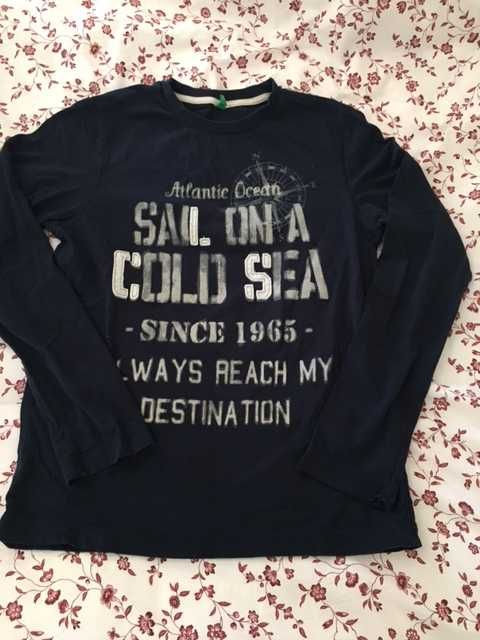 Atlantic Ocean
SAIL ON A
COLD SEA
- SINCE 1965 -
LWAYS REACH MY
DESTINATION